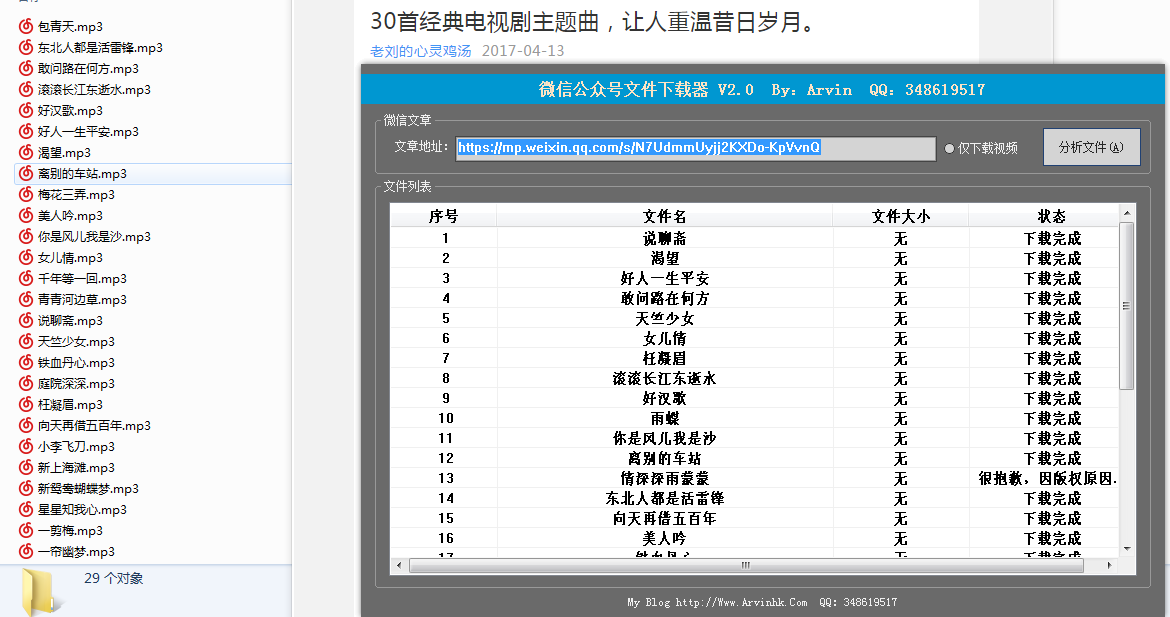 包青天.mp3
东北人都是活雷锋.mp3
敢问路在何方.mp3
滚滚长江东逝水.mp3
好汉歌.mp3
好人一生平安.mp3
渴望.mp3
离别的车站.mp3
梅花三弄.mp3
美人吟.mp3
你是风儿我是沙.mp3
女儿情.mp3
千年等一回.mp3
青青河边草.mp3
说聊斋.mp3
天竺少女.mp3
铁血丹心.mp3
庭院深深.mp3
枉凝眉.mp3
向天再借五百年.mp3
小李飞刀.mp3
新上海滩.mp3
新鸳鸯蝴蝶梦.mp3
星星知我心.mp3
一剪梅.mp3
一帘幽梦.mp3
29 个对象
30首经典电视剧主题曲，让人重温昔日岁月。
老刘的心灵鸡汤 2017-04-13
微信公众号文件下载器 V2.0 By: Arvin QQ: 348619517
微信文章
文章地址: https://mp.weixin.qq.com/s/N7UdmmUyjj2KXDo-KpVvnQ 仅下载视频 分析文件(A)
文件列表
序号 文件名 文件大小 状态
1 说聊斋 无 下载完成
2 渴望 无 下载完成
3 好人一生平安 无 下载完成
4 敢问路在何方 无 下载完成
5 天竺少女 无 下载完成
6 女儿情 无 下载完成
7 枉凝眉 无 下载完成
8 滚滚长江东逝水 无 下载完成
9 好汉歌 无 下载完成
10 雨蝶 无 下载完成
11 你是风儿我是沙 无 下载完成
12 离别的车站 无 下载完成
13 情深深雨蒙蒙 无 很抱歉，因版权原因.
14 东北人都是活雷锋 无 下载完成
15 向天再借五百年 无 下载完成
16 美人吟 无 下载完成
17 铁血丹心 无 下载完成
My Blog http://Www.Arvinhk.Com QQ: 348619517